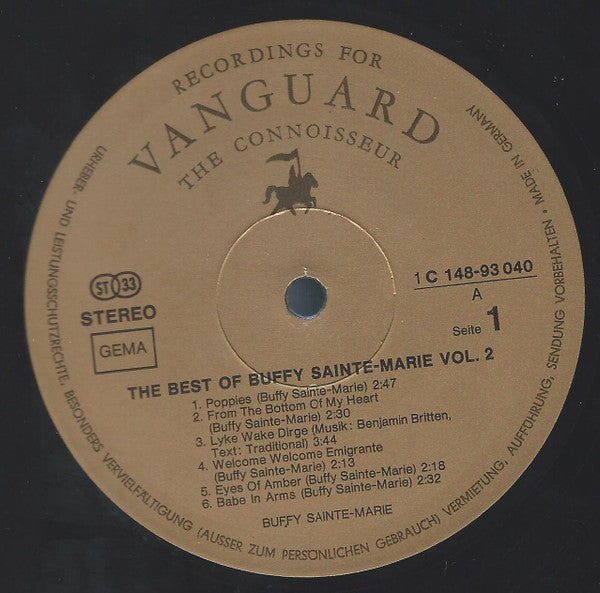 RECORDINGS FOR
VANGUARD
THE CONNOISSEUR
ST 33
STEREO
GEMA
1 C 148-93 040
A
Seite 1
THE BEST OF BUFFY SAINTE-MARIE VOL. 2
1. Poppies (Buffy Sainte-Marie) 2:47
2. From The Bottom Of My Heart
(Buffy Sainte-Marie) 2:30
3. Lyke Wake Dirge (Musik: Benjamin Britten,
Text: Traditional) 3:44
4. Welcome Welcome Emigrante
(Buffy Sainte-Marie) 2:13
5. Eyes Of Amber (Buffy Sainte-Marie) 2:18
6. Babe In Arms (Buffy Sainte-Marie) 2:32
BUFFY SAINTE-MARIE
URHEBER- UND LEISTUNGSSCHUTZRECHTE, BESONDERS VERVIELFÄLTIGUNG (AUSSER ZUM PERSÖNLICHEN GEBRAUCH) VERMIETUNG, AUFFÜHRUNG, SENDUNG VORBEHALTEN • MADE IN GERMANY